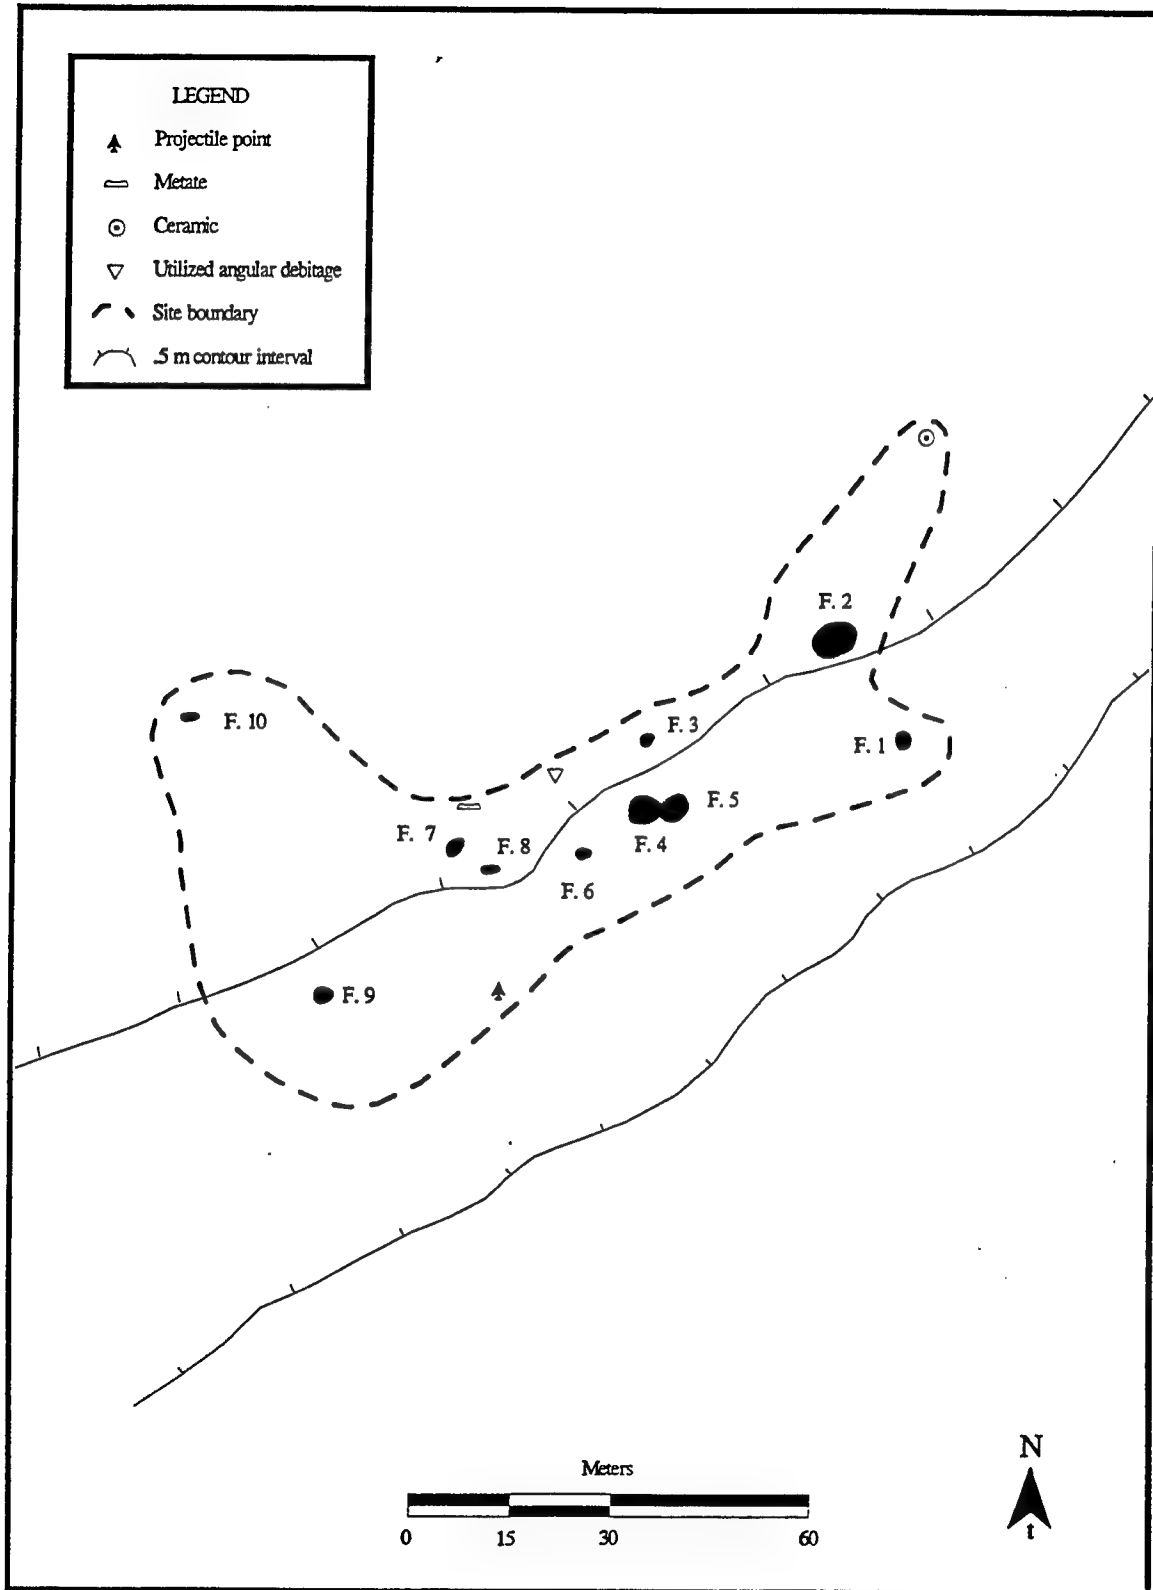 LEGEND
Projectile point
Metate
Ceramic
Utilized angular debitage
Site boundary
.5 m contour interval
F. 2
F. 10
F. 3
F. 1
F. 5
F. 7
F. 8
F. 4
F. 6
F. 9
N
Meters
t
0 15 30 60